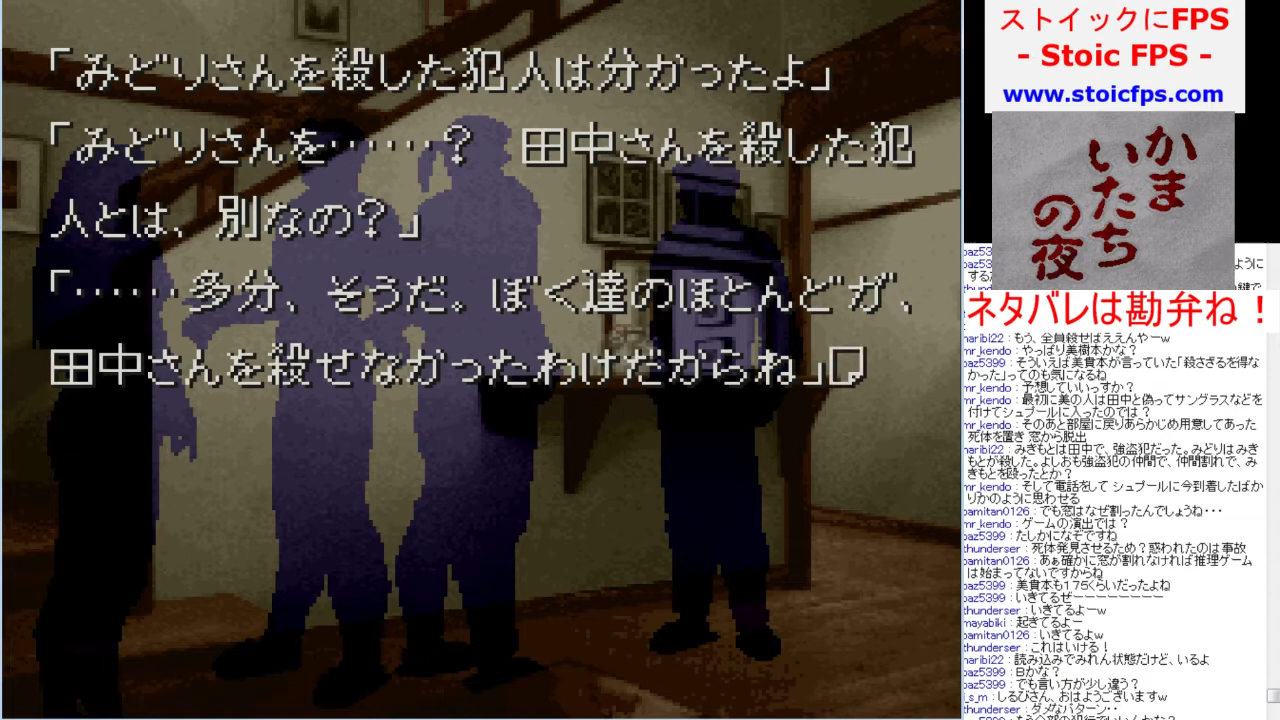 「みどりさんを殺した犯人は分かったよ」
「みどりさんを……？　田中さんを殺した犯
人とは、別なの？」
「……多分、そうだ。ぼく達のほとんどが、
田中さんを殺せなかったわけだからね」
ストイックにFPS
- Stoic FPS -
www.stoicfps.com
かま
いたち
の夜
ネタバレは勘弁ね！
haribi22 : もう、全員殺せばええんやーw
mr_kendo : やっぱり美樹本かな？
paz5399 : そういえば美貴本が言っていた「殺さざるを得な
かった」ってのも気になるね
mr_kendo : 予想していいっすか？
mr_kendo : 最初に美の人は田中と偽ってサングラスなどを
付けてシュプールに入ったのでは？
mr_kendo : そのあと部屋に戻りあらかじめ用意してあった
死体を置き 窓から脱出
haribi22 : みきもとは田中で、強盗犯だった。みどりはみき
もとが殺した。よしおも強盗犯の仲間で、仲間割れで、み
きもとを殴ったとか？
mr_kendo : そして電話をして シュプールに今到着したばか
りかのように思わせる
pamitan0126 : でも窓はなぜ割ったんでしょうね・・・
mr_kendo : ゲームの演出では？
paz5399 : たしかになぞですね
thunderser : 死体発見させるため？惑われたのは事故
pamitan0126 : あぁ確かに窓が割れなければ推理ゲーム
は始まってないですからね
paz5399 : 美貴本も175くらいだったよね
paz5399 : いきてるぜーーーーーーーー
thunderser : いきてるよーw
mayabiki : 起きてるよー
pamitan0126 : いきてるよw
thunderser : これはいける！
haribi22 : 読み込みでみれん状態だけど、いるよ
paz5399 : Bかな？
paz5399 : でも言い方が少し違う？
i_s_m : しるびさん、おはようございますw
thunderser : ダメなパターン・・